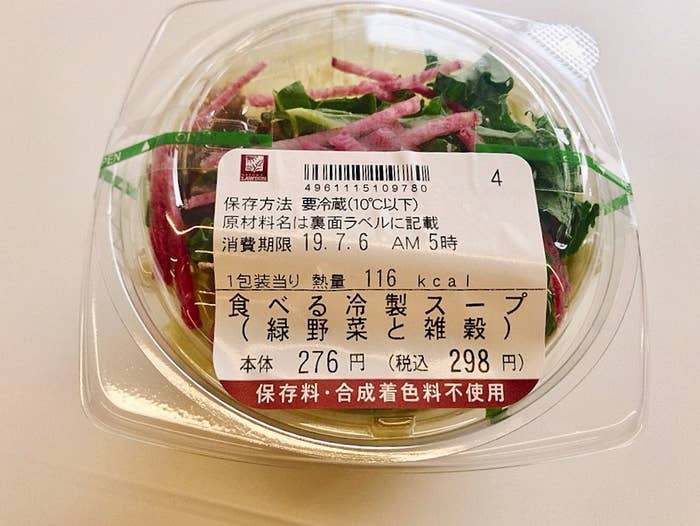 LAWSON
4
4961115109780
保存方法 要冷蔵(10℃以下)
原材料名は裏面ラベルに記載
消費期限 19.7.6 AM 5時
1包装当り 熱量 116 kcal
食べる冷製スープ
(緑野菜と雑穀)
本体 276円 (税込 298円)
保存料・合成着色料不使用